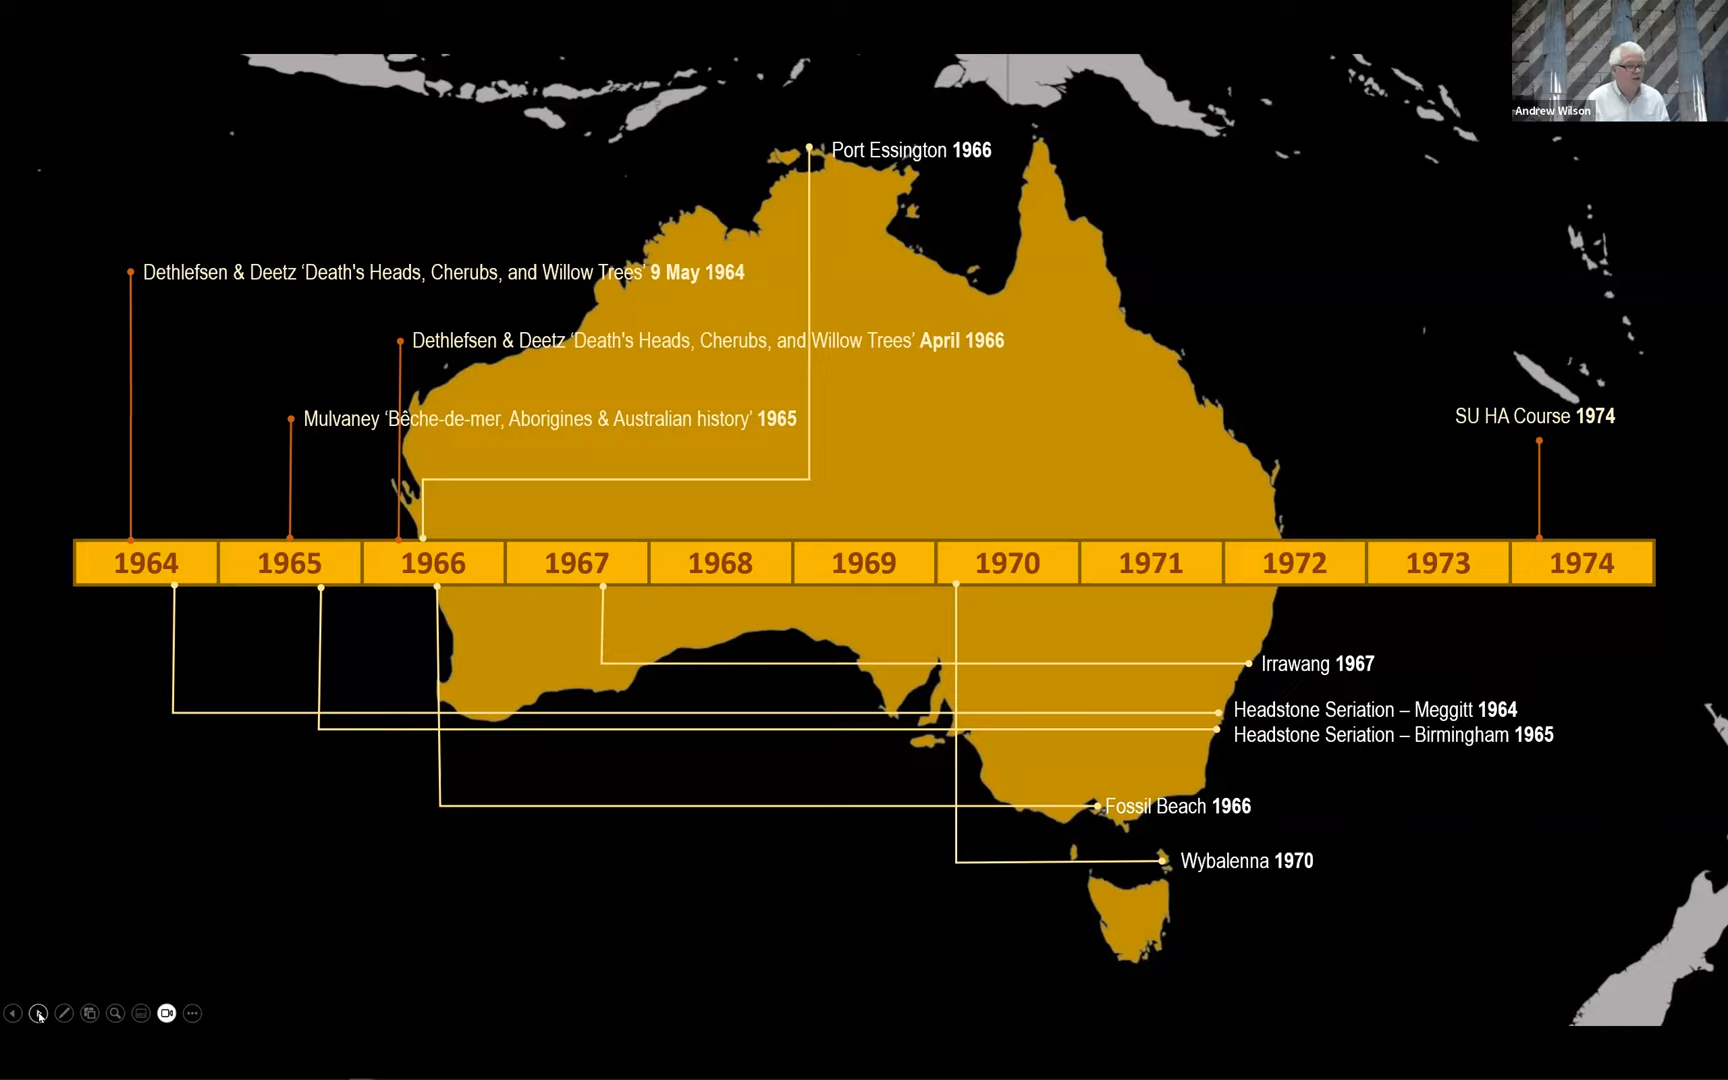 Andrew Wilson
Port Essington 1966
Dethlefsen & Deetz ‘Death's Heads, Cherubs, and Willow Trees’ 9 May 1964
Dethlefsen & Deetz ‘Death's Heads, Cherubs, and Willow Trees’ April 1966
Mulvaney ‘Bêche-de-mer, Aborigines & Australian history’ 1965
SU HA Course 1974
1964 1965 1966 1967 1968 1969 1970 1971 1972 1973 1974
Irrawang 1967
Headstone Seriation – Meggitt 1964
Headstone Seriation – Birmingham 1965
Fossil Beach 1966
Wybalenna 1970